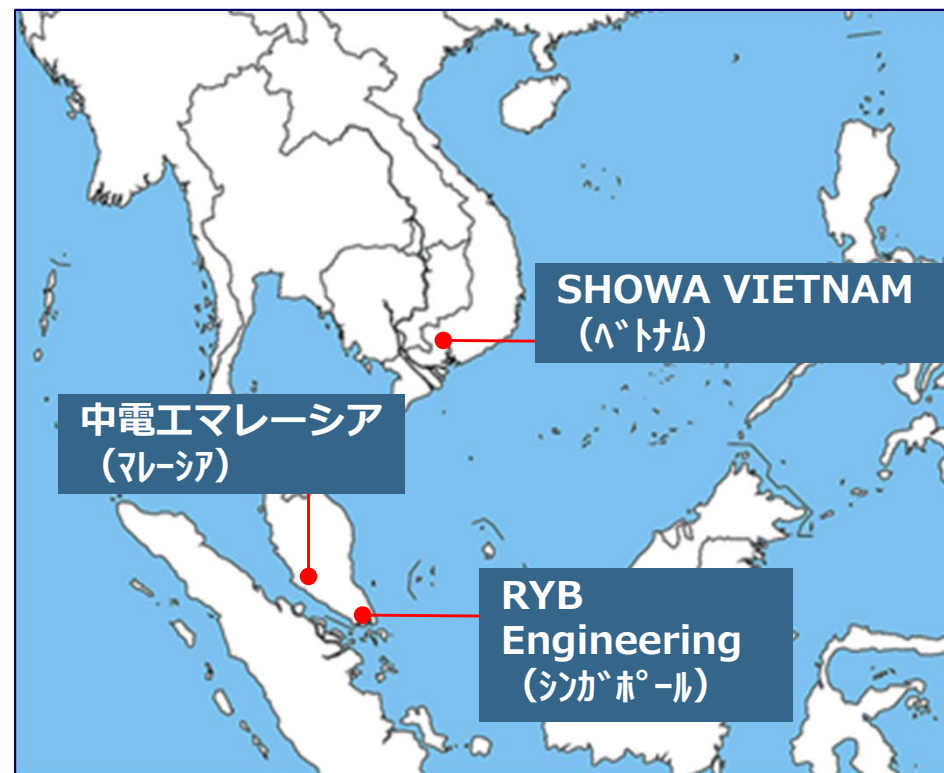 SHOWA VIETNAM
（ﾍﾞﾄﾅﾑ）
中電工マレーシア
（ﾏﾚｰｼｱ）
RYB
Engineering
（ｼﾝｶﾞﾎﾟｰﾙ）